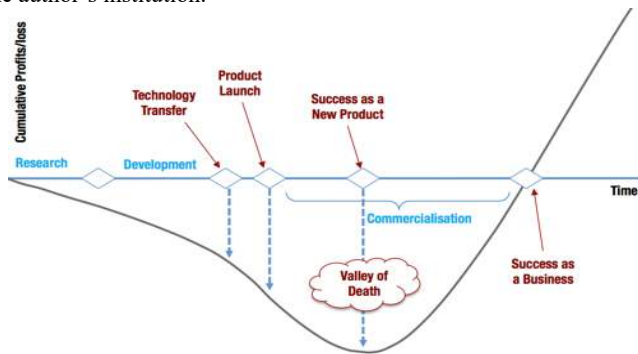 author's institution.
Cumulative Profits/loss
Product
Launch
Technology
Transfer
Success as a
New Product
Research
Development
Time
Commercialisation
Valley of
Death
Success as
a Business